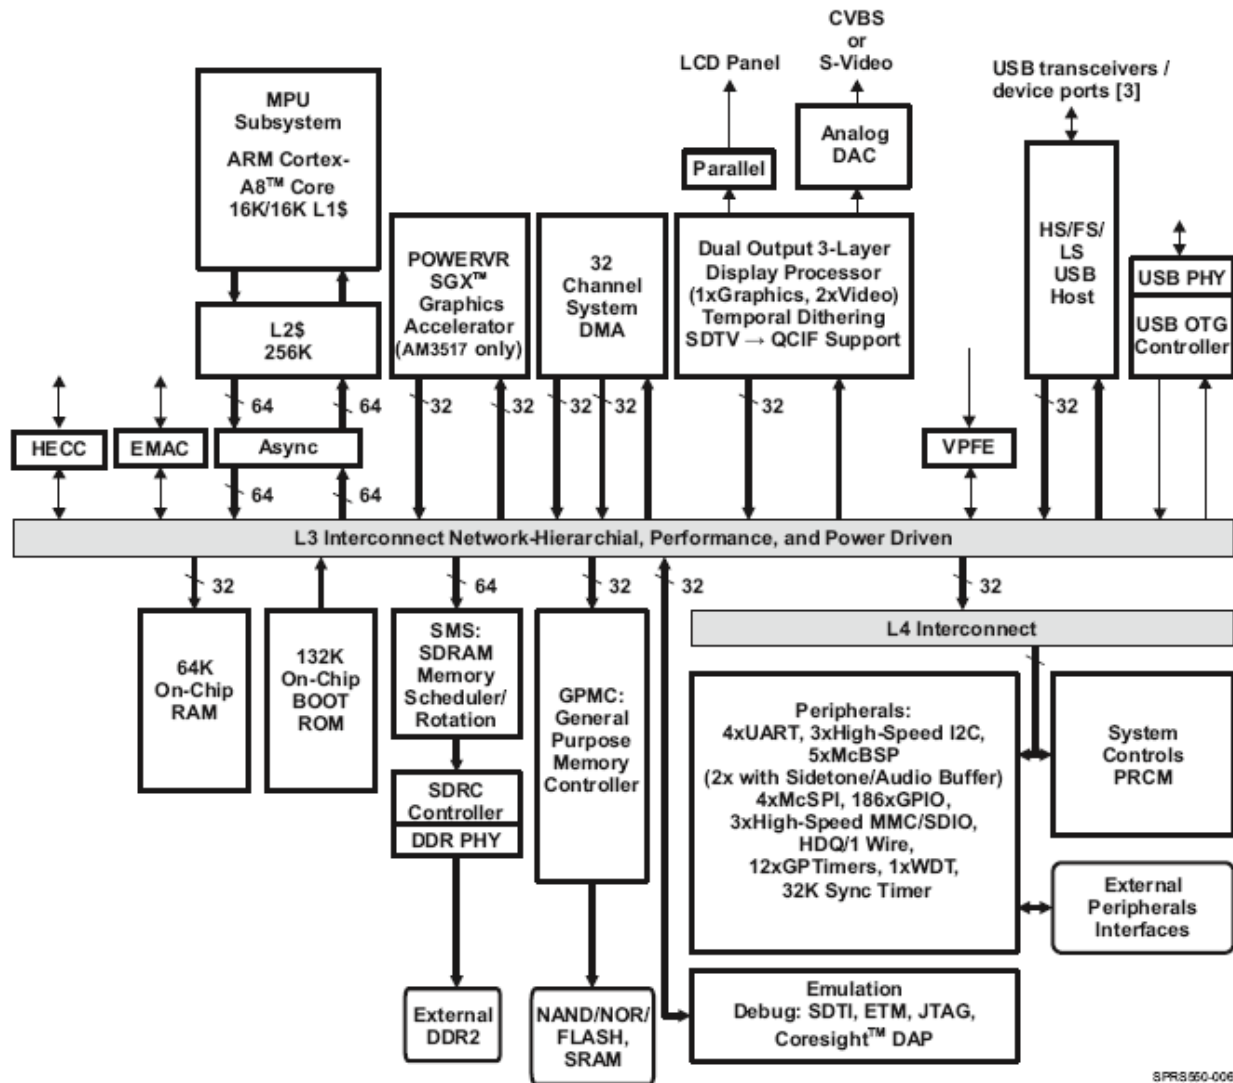 CVBS
or
S-Video
LCD Panel
USB transceivers /
device ports [3]
MPU
Subsystem
ARM Cortex-
A8™ Core
16K/16K L1$
Analog
DAC
Parallel
POWERVR
SGX™
Graphics
Accelerator
(AM3517 only)
32
Channel
System
DMA
Dual Output 3-Layer
Display Processor
(1xGraphics, 2xVideo)
Temporal Dithering
SDTV → QCIF Support
HS/FS/
LS
USB
Host
USB PHY
USB OTG
Controller
L2$
256K
64
64
32
32
32
32
32
32
HECC
EMAC
Async
VPFE
64
64
L3 Interconnect Network-Hierarchial, Performance, and Power Driven
32
64
32
32
32
L4 Interconnect
64K
On-Chip
RAM
132K
On-Chip
BOOT
ROM
SMS:
SDRAM
Memory
Scheduler/
Rotation
SDRC
Controller
DDR PHY
GPMC:
General
Purpose
Memory
Controller
Peripherals:
4xUART, 3xHigh-Speed I2C,
5xMcBSP
(2x with Sidetone/Audio Buffer)
4xMcSPI, 186xGPIO,
3xHigh-Speed MMC/SDIO,
HDQ/1 Wire,
12xGPTimers, 1xWDT,
32K Sync Timer
System
Controls
PRCM
External
Peripherals
Interfaces
External
DDR2
NAND/NOR/
FLASH,
SRAM
Emulation
Debug: SDTI, ETM, JTAG,
Coresight™ DAP
SPRS550-006